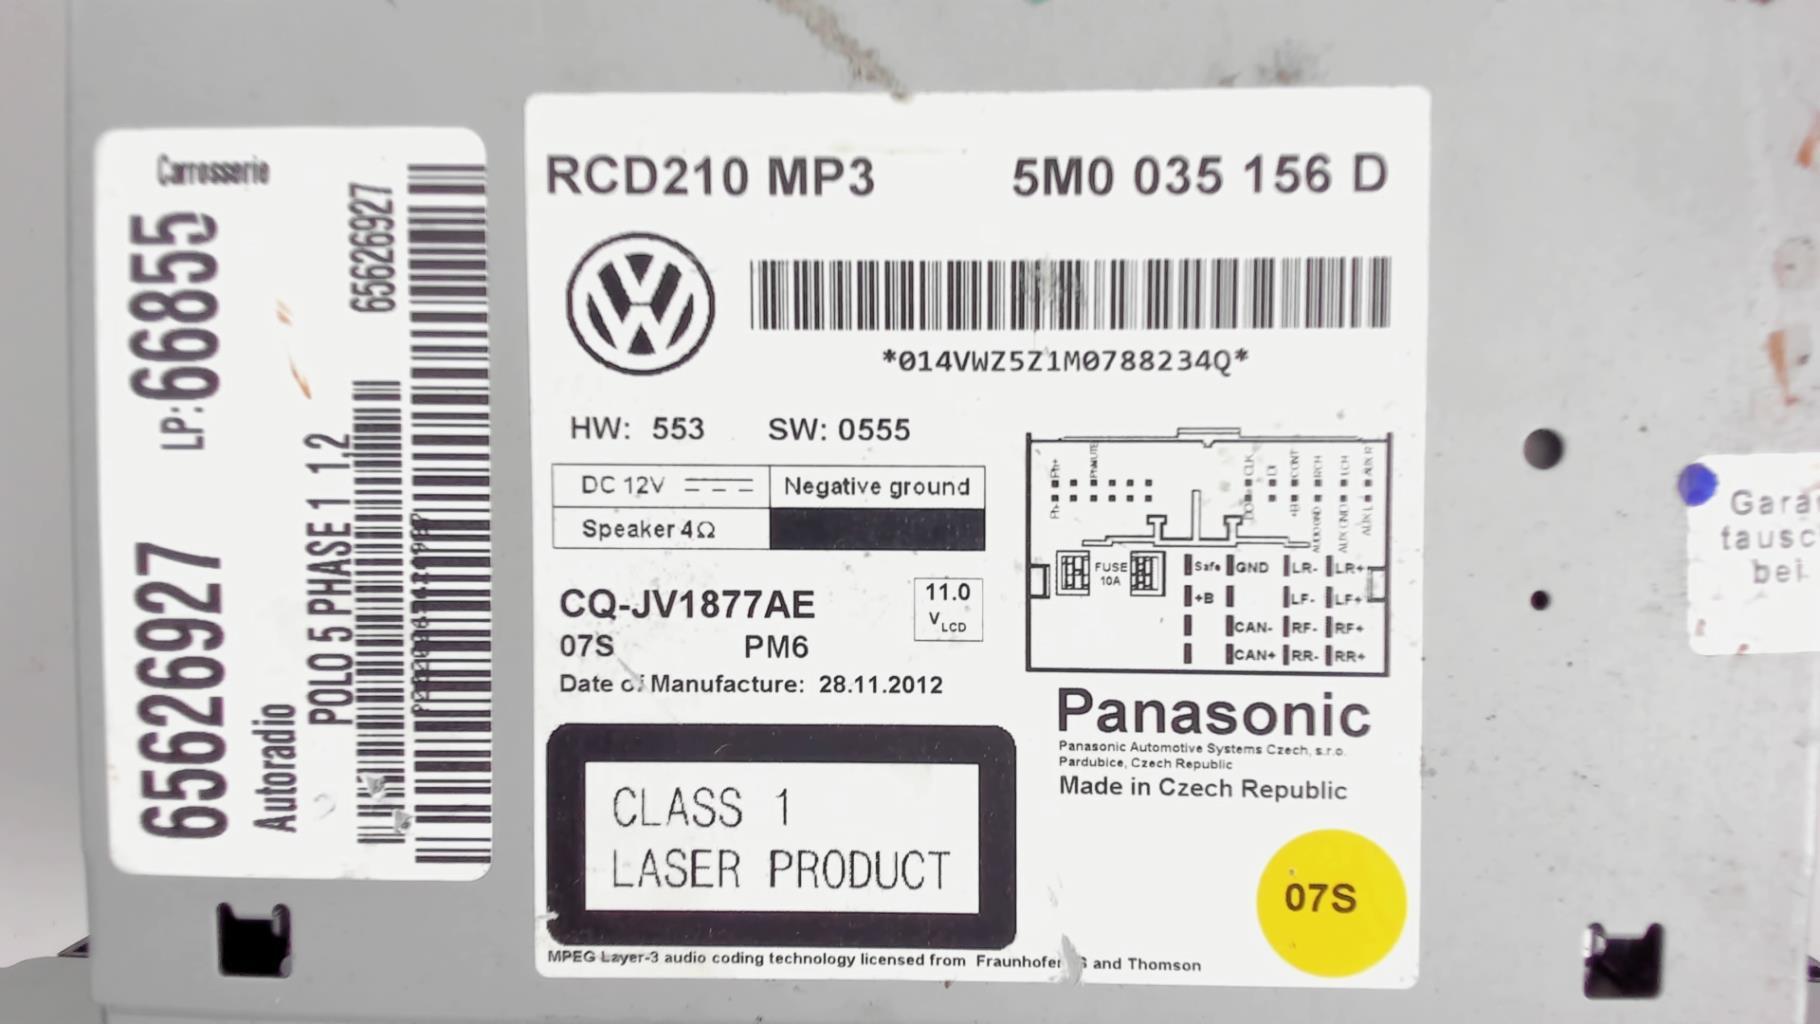 Carrosserie
LP: 66855
65626927
Autoradio
POLO 5 PHASE 1 1,2
65626927
RCD210 MP3 5M0 035 156 D
*014VWZ5Z1M0788234Q*
HW: 553 SW: 0555
DC 12V Negative ground
Speaker 4Ω
CQ-JV1877AE
11.0
V LCD
07S PM6
Date of Manufacture: 28.11.2012
CLASS 1
LASER PRODUCT
MPEG Layer-3 audio coding technology licensed from Fraunhofer and Thomson
FUSE
10A
Safe GND LR- LR+
+B LF- LF+
CAN- RF- RF+
CAN+ RR- RR+
Panasonic
Panasonic Automotive Systems Czech, s.r.o.
Pardubice, Czech Republic
Made in Czech Republic
07S
bei